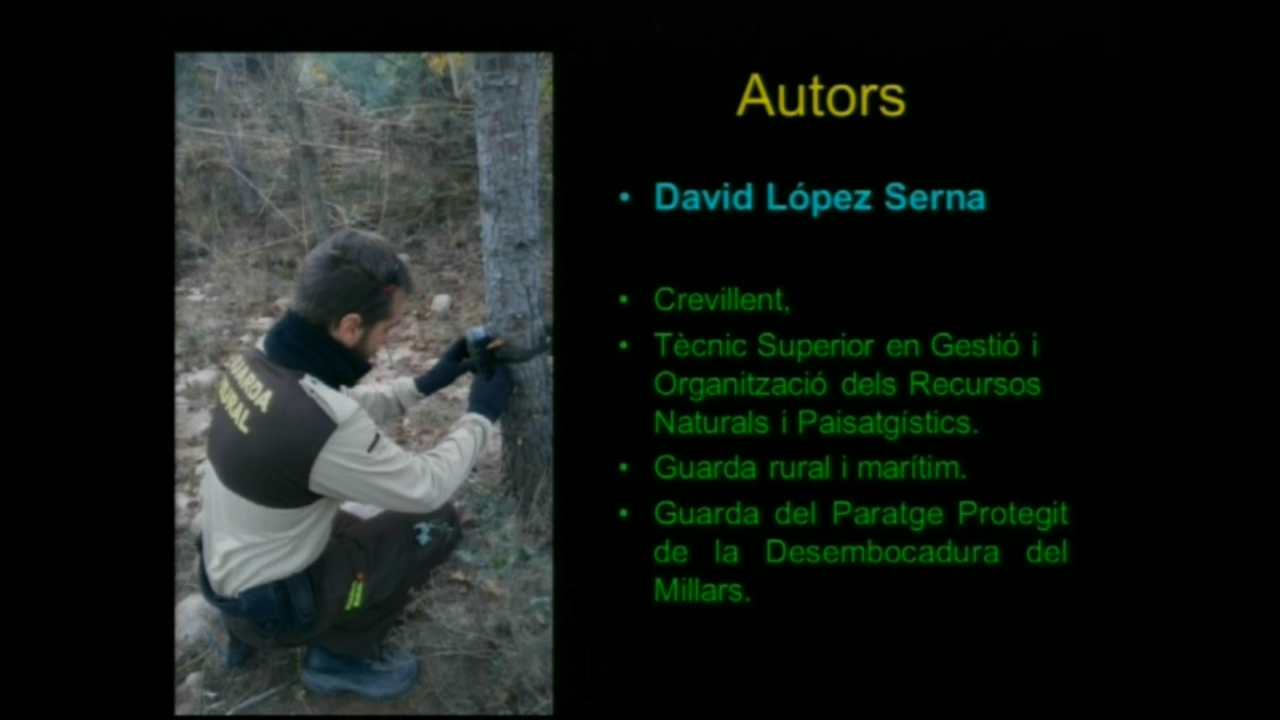 Autors
• David López Serna
• Crevillent,
• Tècnic Superior en Gestió i
Organització dels Recursos
Naturals i Paisatgístics.
• Guarda rural i marítim.
• Guarda del Paratge Protegit
de la Desembocadura del
Millars.
GUARDA
RURAL